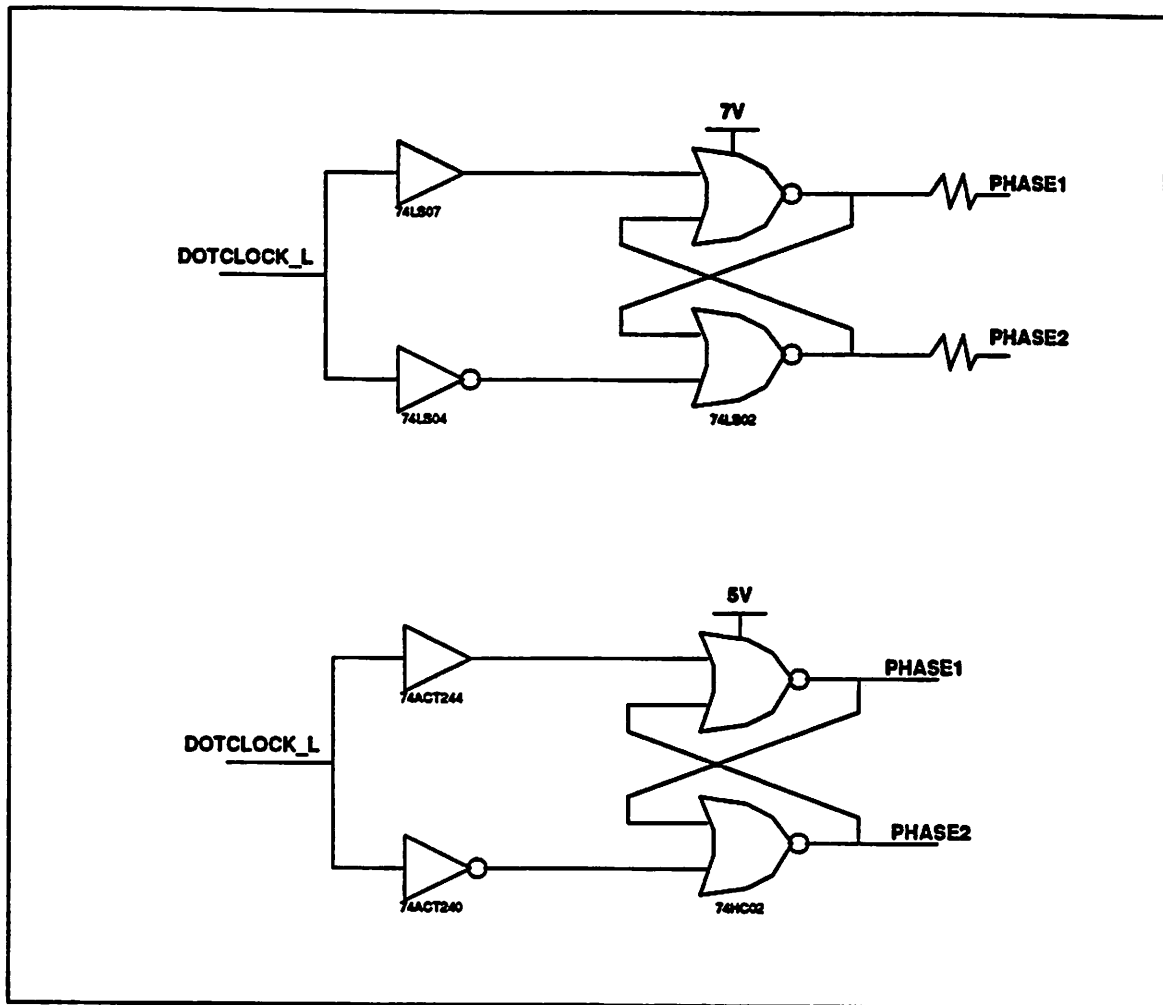 7V
PHASE1
74LS07
DOTCLOCK_L
PHASE2
74LS04
74LS02
5V
PHASE1
74ACT244
DOTCLOCK_L
PHASE2
74ACT240
74HC02